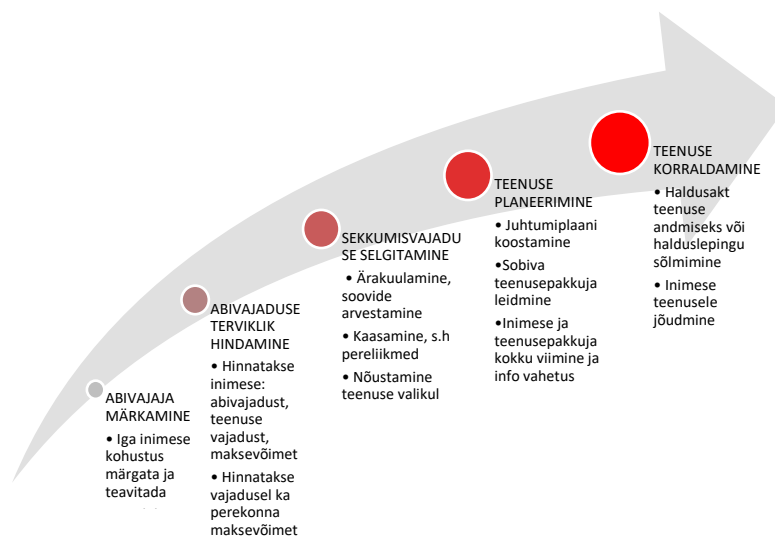 ABIVAJAJA
MÄRKAMINE
• Iga inimese
kohustus
märgata ja
teavitada
ABIVAJADUSE
TERVIKLIK
HINDAMINE
• Hinnatakse
inimese:
abivajadust,
teenuse
vajadust,
maksevõimet
• Hinnatakse
vajadusel ka
perekonna
maksevõimet
SEKKUMISVAJADU
SE SELGITAMINE
• Ärakuulamine,
soovide
arvestamine
• Kaasamine, s.h
pereliikmed
• Nõustamine
teenuse valikul
TEENUSE
PLANEERIMINE
• Juhtumiplaani
koostamine
•Sobiva
teenusepakkuja
leidmine
•Inimese ja
teenusepakkuja
kokku viimine ja
info vahetus
TEENUSE
KORRALDAMINE
• Haldusakt
teenuse
andmiseks või
halduslepingu
sõlmimine
• Inimese
teenusele
jõudmine